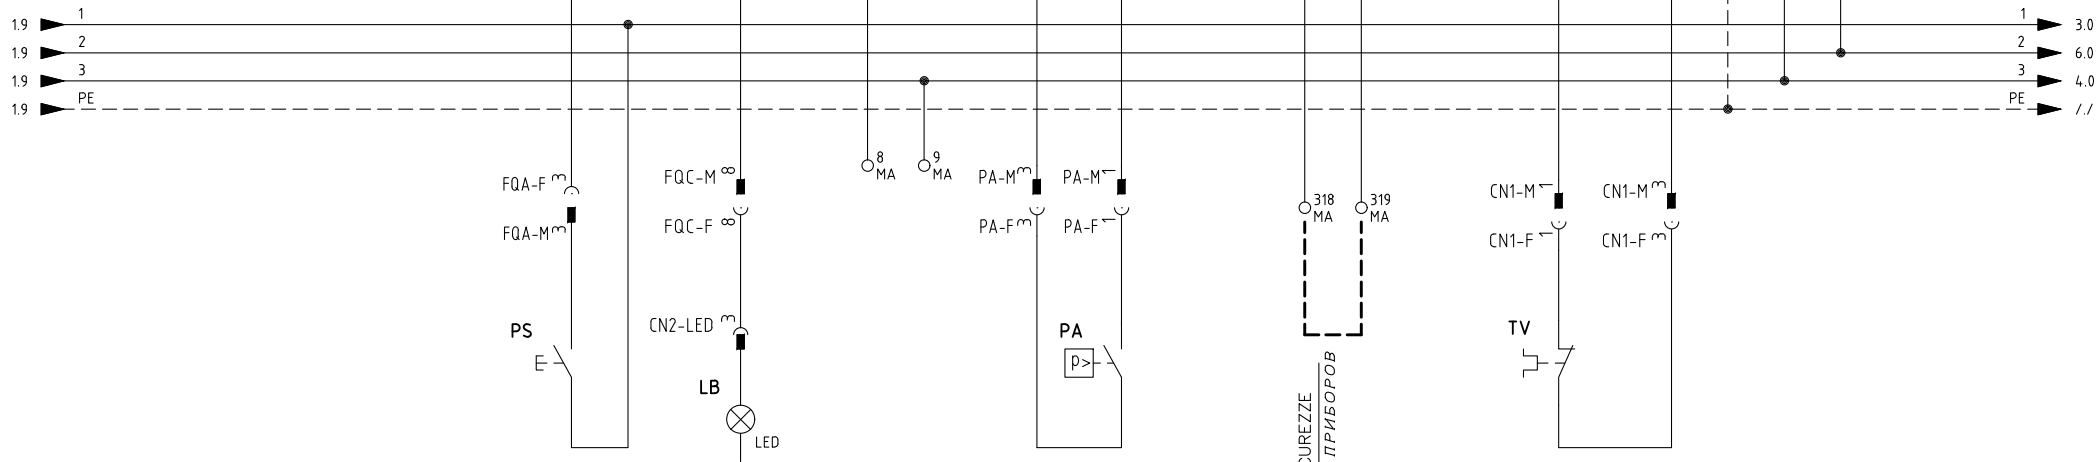 1.9 1 1 3.0
1.9 2 2 6.0
1.9 3 3 4.0
1.9 PE PE /./
8
MA
9
MA
FQA-F 3
FQA-M 3
FQC-M 8
FQC-F 8
PA-M 3
PA-F 3
PA-M 1
PA-F 1
318
MA
319
MA
CN1-M 1
CN1-F 1
CN1-M 3
CN1-F 3
PS
CN2-LED 3
LB
LED
PA
P>
TV
CUREZZE
ПРИБОРОВ